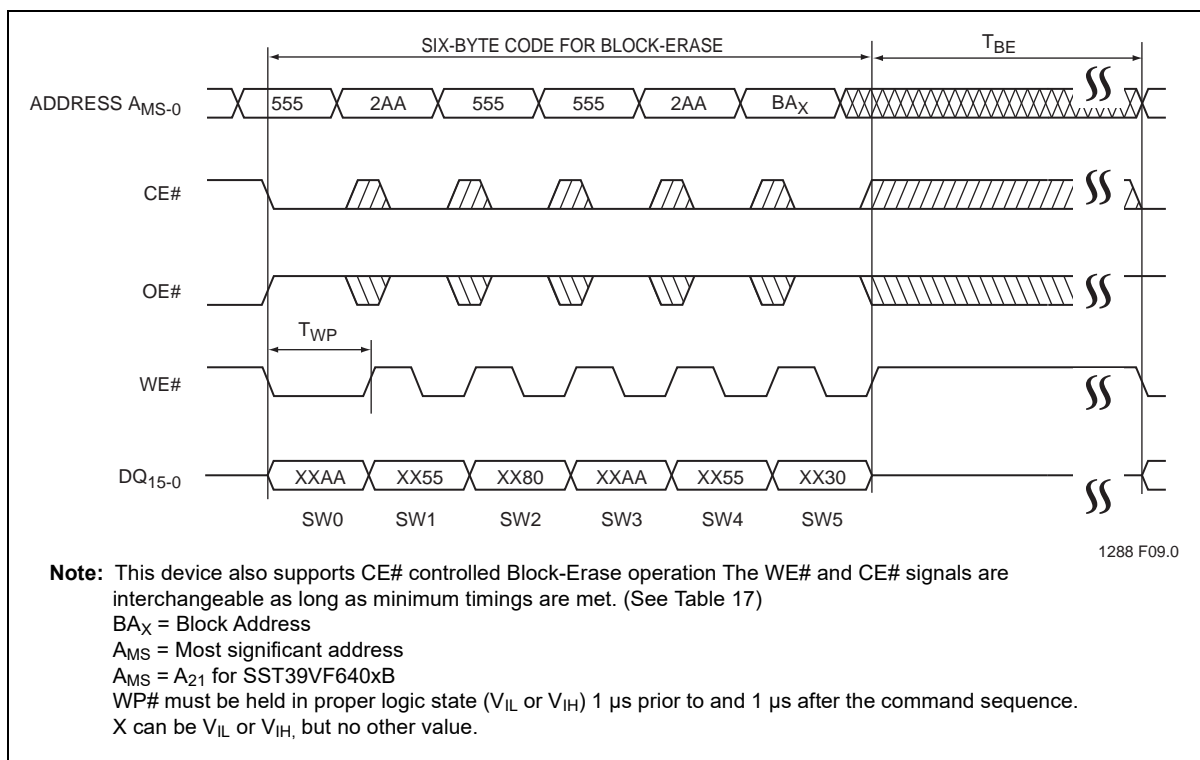 SIX-BYTE CODE FOR BLOCK-ERASE
TBE
ADDRESS AMS-0
555 2AA 555 555 2AA BAX
CE#
OE#
TWP
WE#
DQ15-0
XXAA XX55 XX80 XXAA XX55 XX30
SW0 SW1 SW2 SW3 SW4 SW5
1288 F09.0
Note: This device also supports CE# controlled Block-Erase operation The WE# and CE# signals are
interchangeable as long as minimum timings are met. (See Table 17)
BAX = Block Address
AMS = Most significant address
AMS = A21 for SST39VF640xB
WP# must be held in proper logic state (VIL or VIH) 1 µs prior to and 1 µs after the command sequence.
X can be VIL or VIH, but no other value.